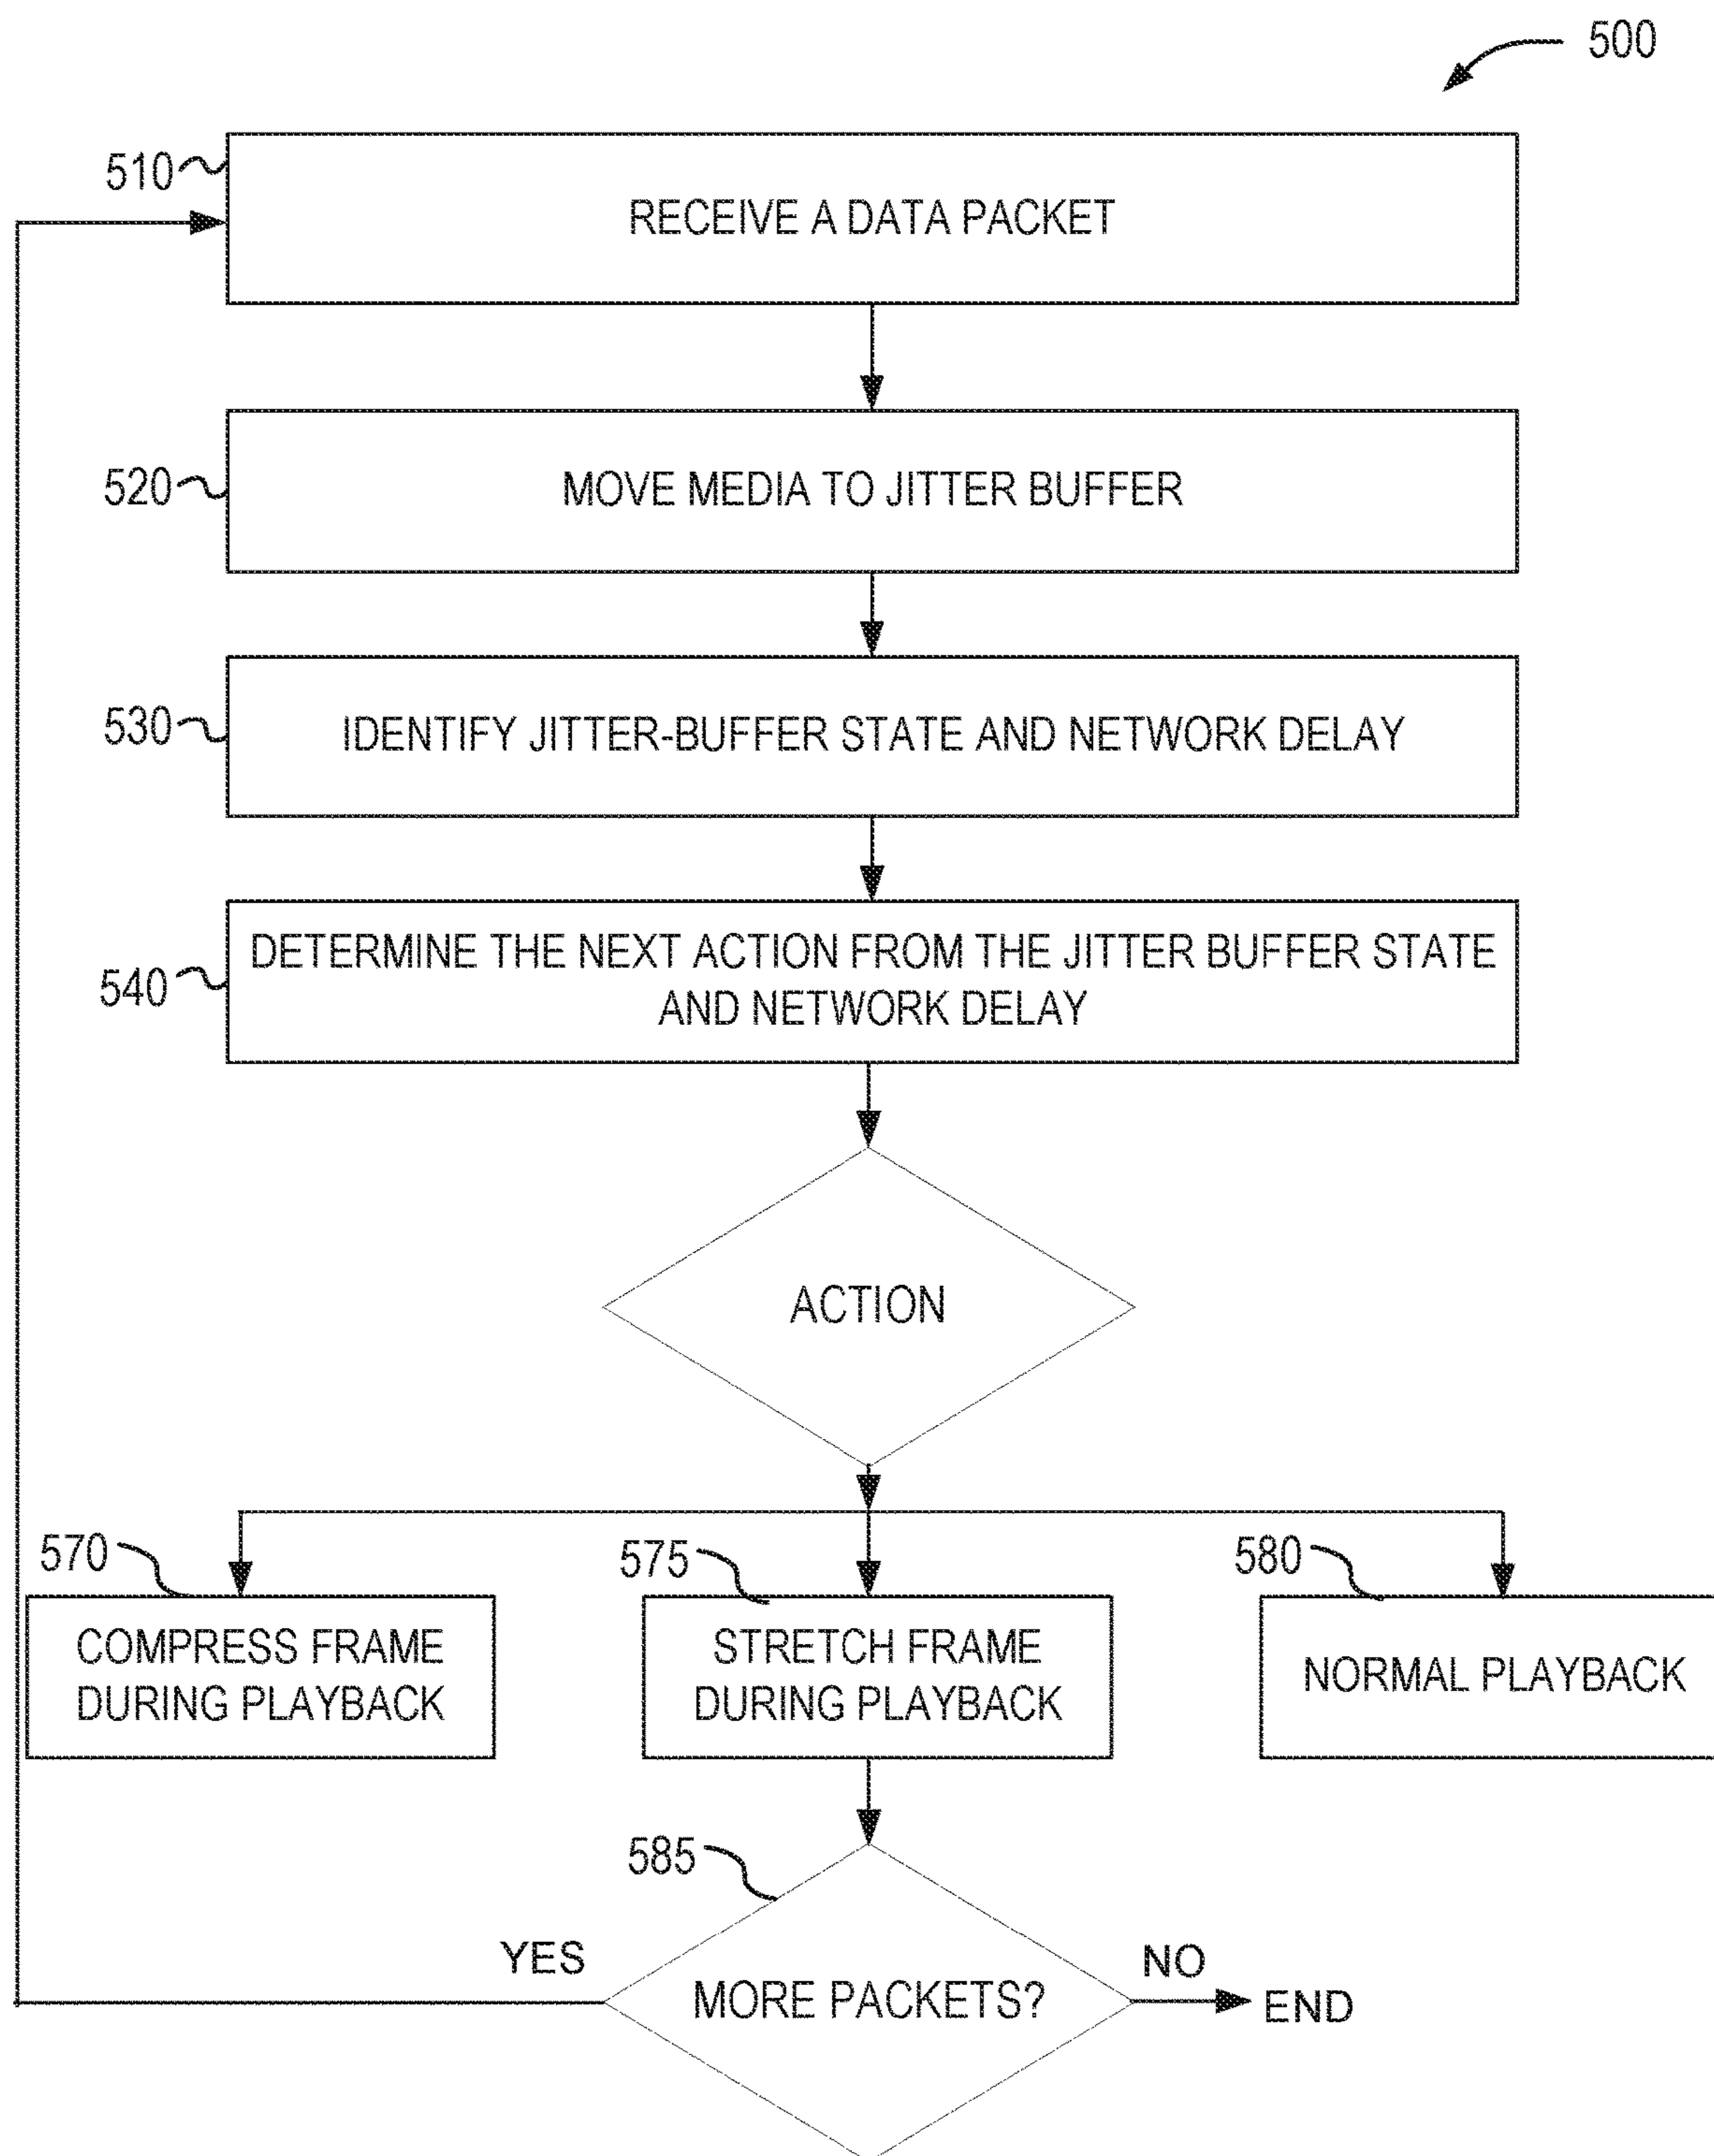 500
510
RECEIVE A DATA PACKET
520
MOVE MEDIA TO JITTER BUFFER
530
IDENTIFY JITTER-BUFFER STATE AND NETWORK DELAY
540
DETERMINE THE NEXT ACTION FROM THE JITTER BUFFER STATE
AND NETWORK DELAY
ACTION
570
COMPRESS FRAME
DURING PLAYBACK
575
STRETCH FRAME
DURING PLAYBACK
580
NORMAL PLAYBACK
585
YES
MORE PACKETS?
NO
END